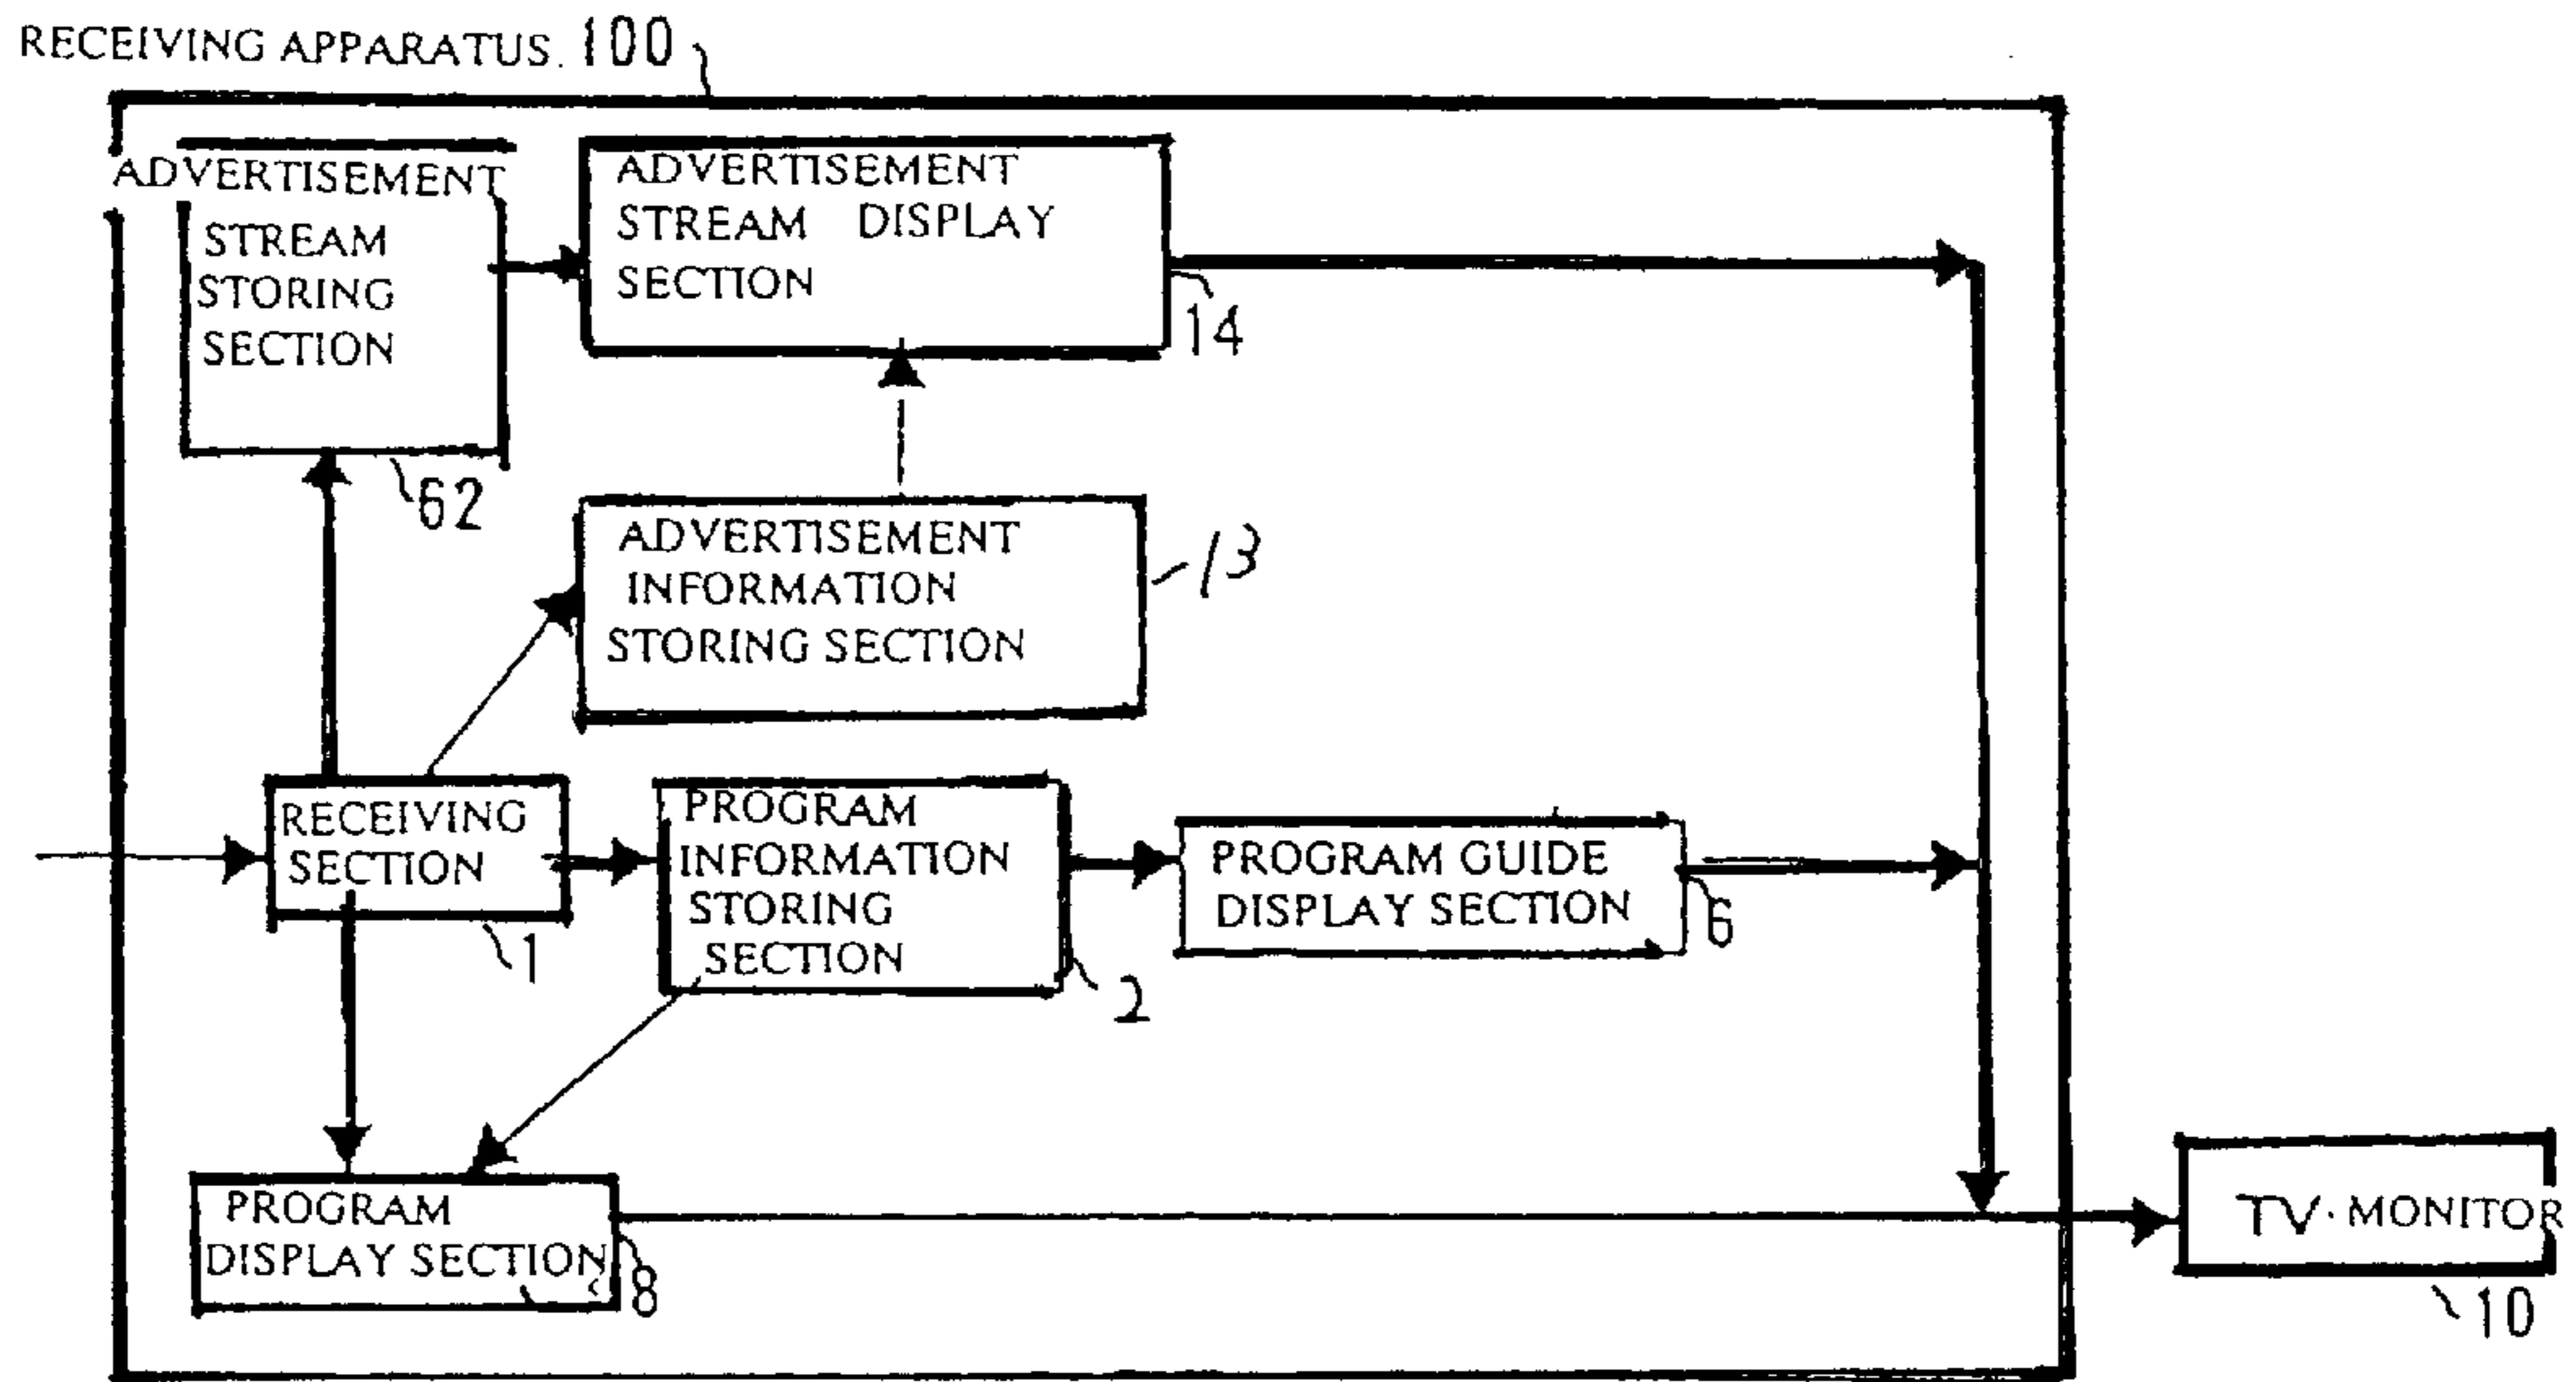 RECEIVING APPARATUS. 100
ADVERTISEMENT
STREAM
STORING
SECTION
62
ADVERTISEMENT
STREAM DISPLAY
SECTION
14
ADVERTISEMENT
INFORMATION
STORING SECTION
13
RECEIVING
SECTION
1
PROGRAM
INFORMATION
STORING
SECTION
2
PROGRAM GUIDE
DISPLAY SECTION
6
PROGRAM
DISPLAY SECTION
8
TV·MONITOR
10